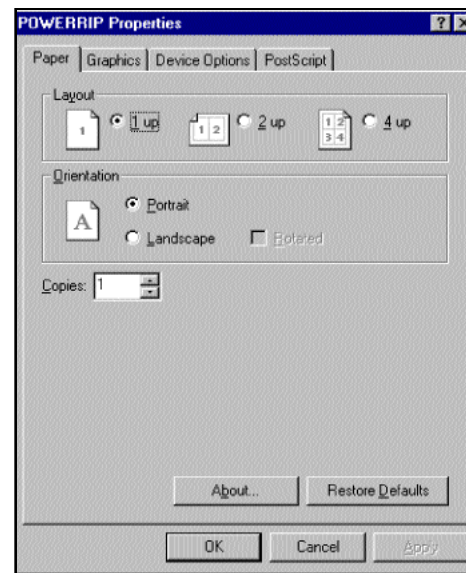 POWERRIP Properties
Paper Graphics Device Options PostScript
Layout
1 1 up 1 2 2 up 1 2 3 4 4 up
Orientation
A Portrait
Landscape Rotated
Copies: 1
About... Restore Defaults
OK Cancel Apply